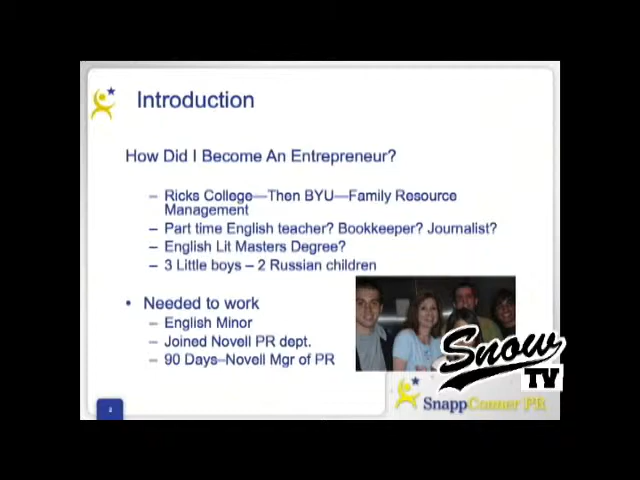 Introduction
How Did I Become An Entrepreneur?
– Ricks College—Then BYU—Family Resource
Management
– Part time English teacher? Bookkeeper? Journalist?
– English Lit Masters Degree?
– 3 Little boys – 2 Russian children
• Needed to work
– English Minor
– Joined Novell PR dept.
– 90 Days–Novell Mgr of PR
Snow
TV
SnappConner PR
2